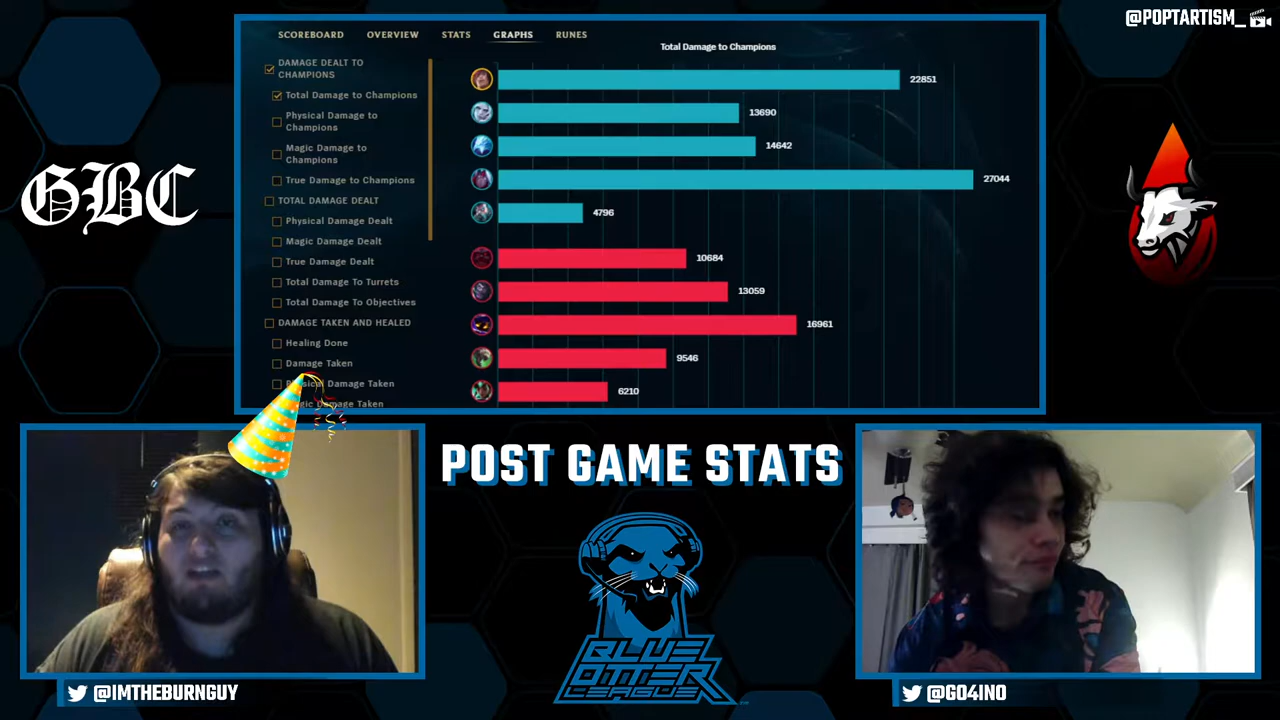 @POPTARTISM_
SCOREBOARD OVERVIEW STATS GRAPHS RUNES
Total Damage to Champions
DAMAGE DEALT TO
CHAMPIONS
Total Damage to Champions
Physical Damage to
Champions
Magic Damage to
Champions
True Damage to Champions
TOTAL DAMAGE DEALT
Physical Damage Dealt
Magic Damage Dealt
True Damage Dealt
Total Damage To Turrets
Total Damage To Objectives
DAMAGE TAKEN AND HEALED
Healing Done
Damage Taken
Damage Taken
Damage Taken
22851
13690
14642
27044
4796
10684
13059
16961
9546
6210
GBC
POST GAME STATS
BLUE
OTTER
LEAGUE
@IMTHEBURNGUY
@GO4INO